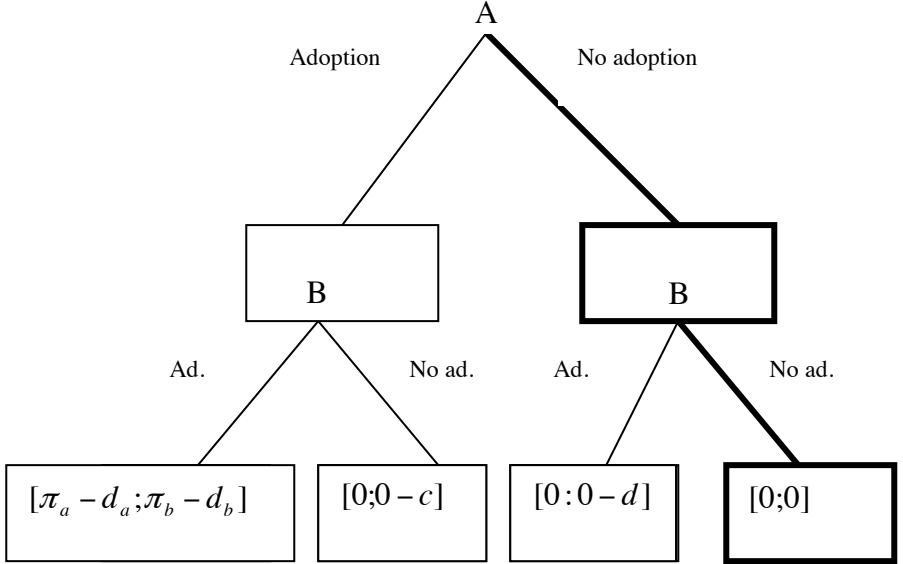 A
Adoption No adoption
B B
Ad. No ad. Ad. No ad.
[π_a − d_a;π_b − d_b] [0;0 − c] [0:0 − d] [0;0]